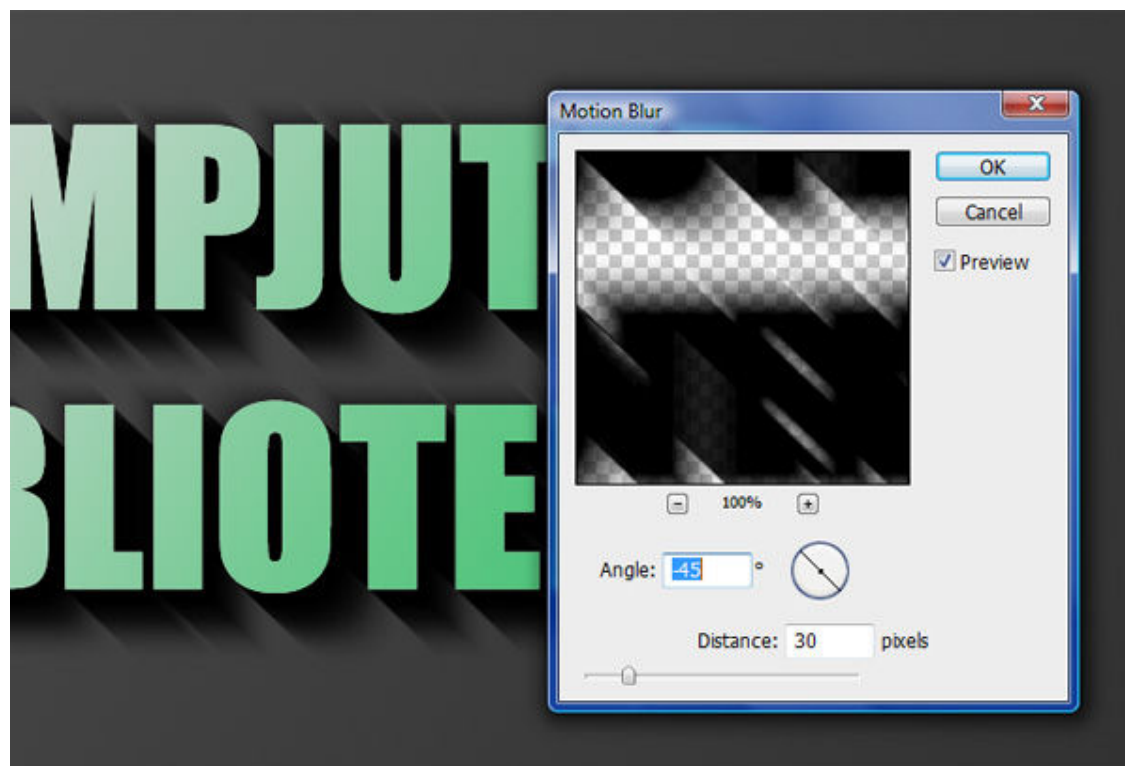 MPJUT
BLIOTE
Motion Blur
OK
Cancel
Preview
100%
Angle: -45 °
Distance: 30 pixels